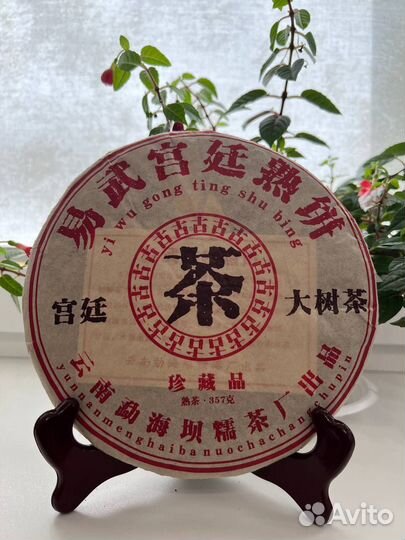 易武宫廷熟饼
yi wu gong ting shu bing
茶
宫廷
大树茶
珍藏品
熟茶·357克
云南勐海坝糯茶厂出品
yunnanmenghaibanuochachangchupin
Avito